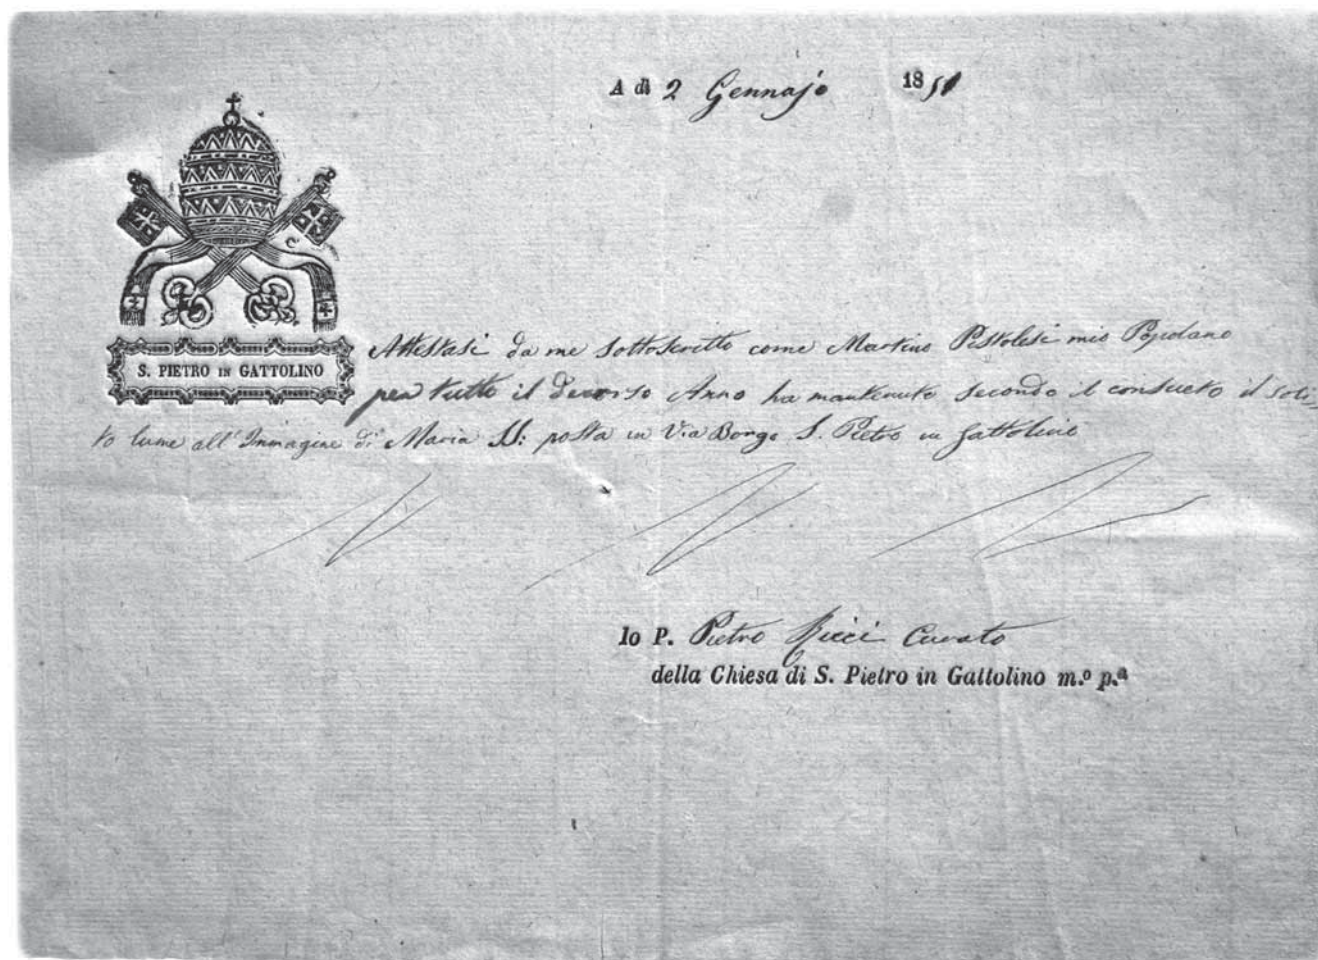 A dì 2 Gennajo 1851
S. PIETRO IN GATTOLINO
Attestasi da me sottoscritto come Martino Pistolesi mio Popolano
per tutto il decorso Anno ha mantenuto secondo il consueto il soli-
to lume all'Immagine di Maria SS: posta in Via Borgo S. Pietro in Gattolino
Io P. Pietro Ricci Curato
della Chiesa di S. Pietro in Gattolino m.º p.ª